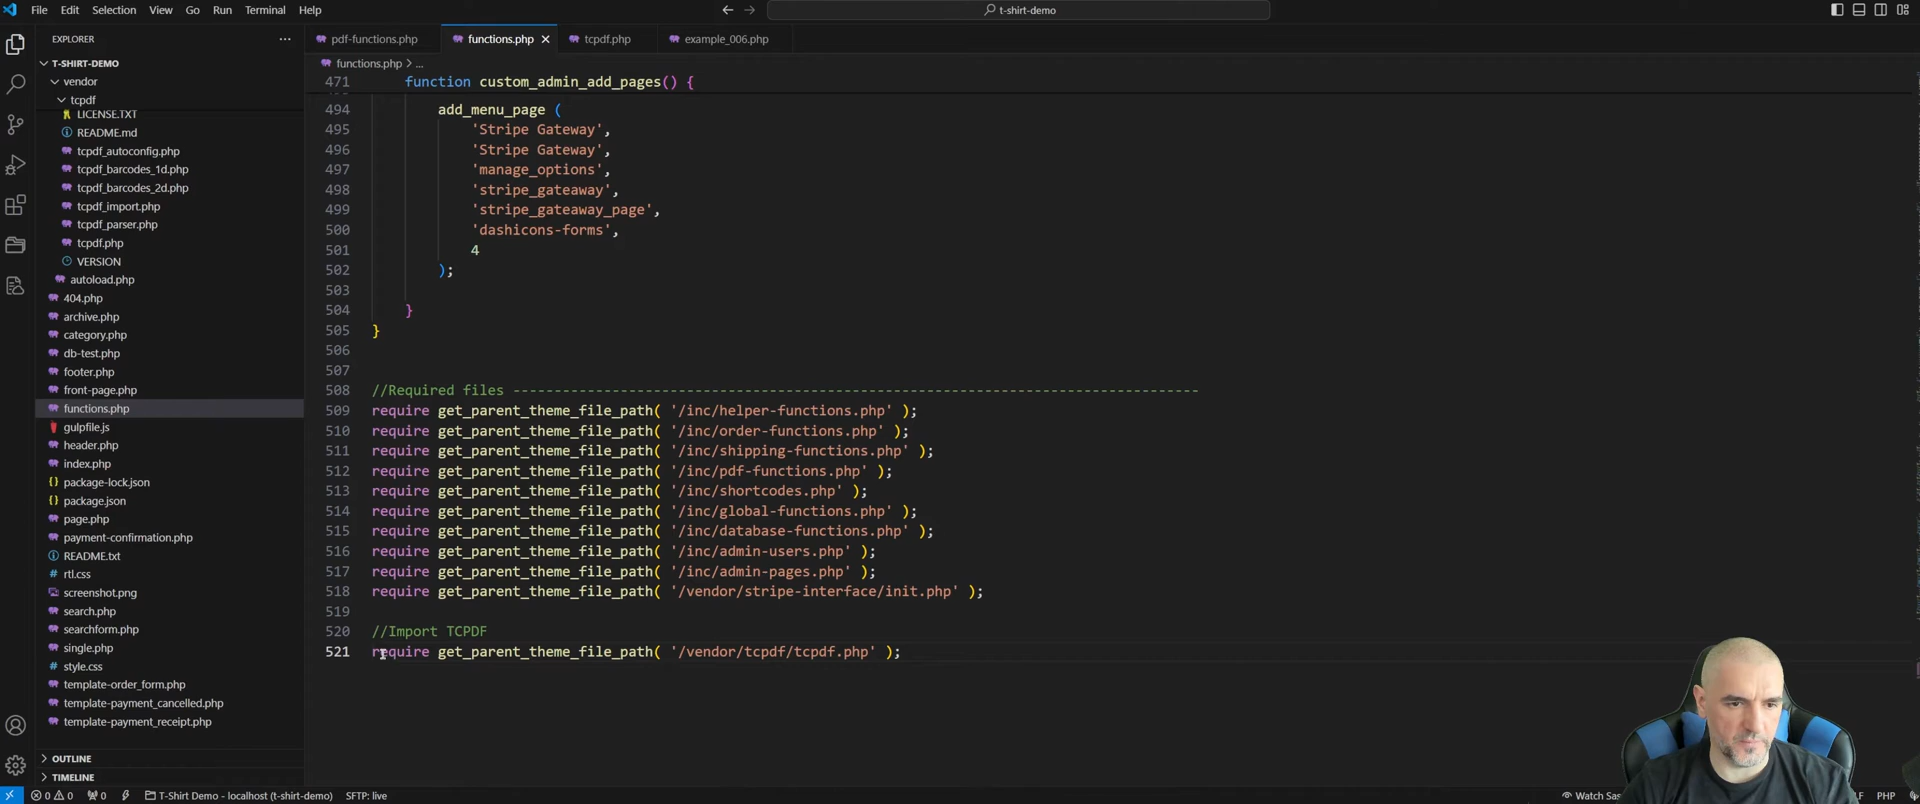 File Edit Selection View Go Run Terminal Help
t-shirt-demo
EXPLORER
T-SHIRT-DEMO
vendor
tcpdf
LICENSE.TXT
README.md
tcpdf_autoconfig.php
tcpdf_barcodes_1d.php
tcpdf_barcodes_2d.php
tcpdf_import.php
tcpdf_parser.php
tcpdf.php
VERSION
autoload.php
404.php
archive.php
category.php
db-test.php
footer.php
front-page.php
functions.php
gulpfile.js
header.php
index.php
package-lock.json
package.json
page.php
payment-confirmation.php
README.txt
rtl.css
screenshot.png
search.php
searchform.php
single.php
style.css
template-order_form.php
template-payment_cancelled.php
template-payment_receipt.php
OUTLINE
TIMELINE
pdf-functions.php functions.php tcpdf.php example_006.php
functions.php > ...
471 function custom_admin_add_pages() {
494 add_menu_page (
495 'Stripe Gateway',
496 'Stripe Gateway',
497 'manage_options',
498 'stripe_gateaway',
499 'stripe_gateaway_page',
500 'dashicons-forms',
501 4
502 );
503
504 }
505 }
506
507
508 //Required files -----------------------------------------------------------------------------------
509 require get_parent_theme_file_path( '/inc/helper-functions.php' );
510 require get_parent_theme_file_path( '/inc/order-functions.php' );
511 require get_parent_theme_file_path( '/inc/shipping-functions.php' );
512 require get_parent_theme_file_path( '/inc/pdf-functions.php' );
513 require get_parent_theme_file_path( '/inc/shortcodes.php' );
514 require get_parent_theme_file_path( '/inc/global-functions.php' );
515 require get_parent_theme_file_path( '/inc/database-functions.php' );
516 require get_parent_theme_file_path( '/inc/admin-users.php' );
517 require get_parent_theme_file_path( '/inc/admin-pages.php' );
518 require get_parent_theme_file_path( '/vendor/stripe-interface/init.php' );
519
520 //Import TCPDF
521 require get_parent_theme_file_path( '/vendor/tcpdf/tcpdf.php' );
0 0 0 T-Shirt Demo - localhost (t-shirt-demo) SFTP: live Watch PHP